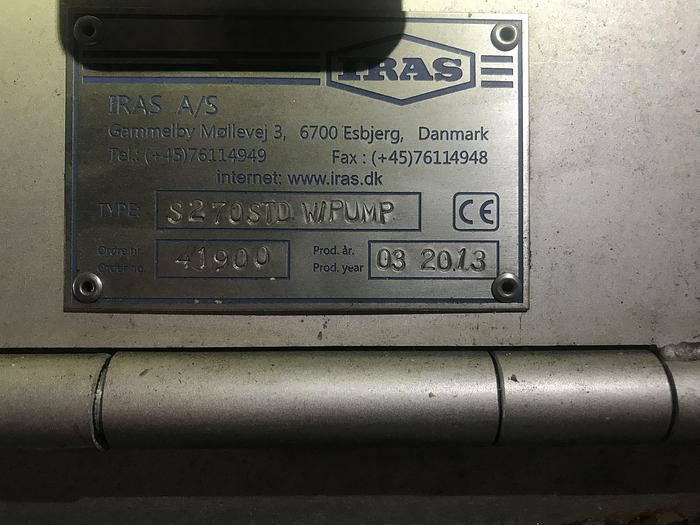 IRAS
IRAS A/S
Gammelby Møllevej 3, 6700 Esbjerg, Danmark
Tel.: (+45)76114949 Fax : (+45)76114948
internet: www.iras.dk
TYPE: S270STD W/PUMP CE
Ordre nr. 41900 Prod. år. 03 2013
Order no. Prod. year